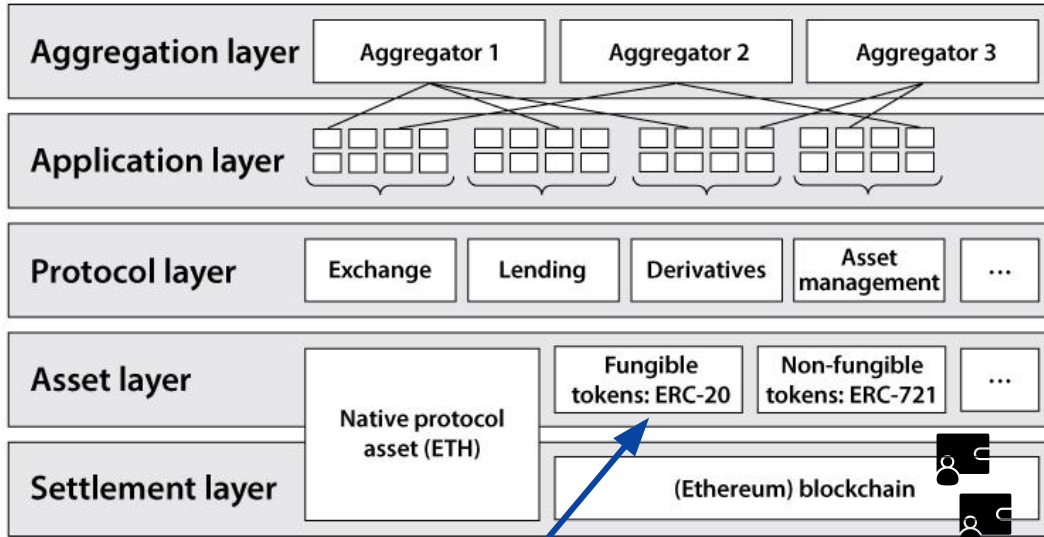 Aggregation layer
Aggregator 1
Aggregator 2
Aggregator 3
Application layer
Protocol layer
Exchange
Lending
Derivatives
Asset
management
...
Asset layer
Native protocol
asset (ETH)
Fungible
tokens: ERC-20
Non-fungible
tokens: ERC-721
...
Settlement layer
(Ethereum) blockchain